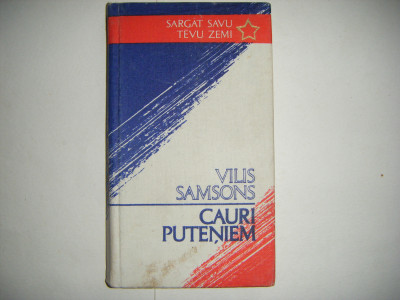 SARGĀT SAVU
TĒVU ZEMI
VILIS
SAMSONS
CAURI
PUTEŅIEM